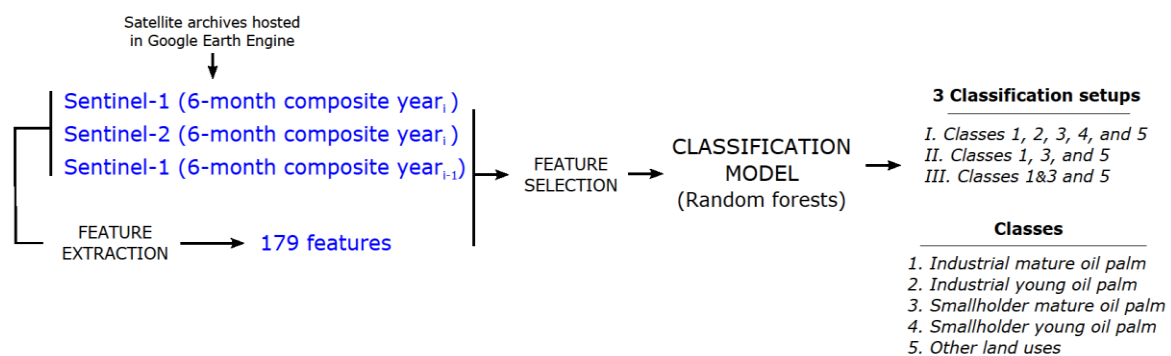 Satellite archives hosted
in Google Earth Engine
Sentinel-1 (6-month composite yearᵢ)
Sentinel-2 (6-month composite yearᵢ)
Sentinel-1 (6-month composite yearᵢ₋₁)
FEATURE
EXTRACTION
179 features
FEATURE
SELECTION
CLASSIFICATION
MODEL
(Random forests)
3 Classification setups
I. Classes 1, 2, 3, 4, and 5
II. Classes 1, 3, and 5
III. Classes 1&3 and 5
Classes
1. Industrial mature oil palm
2. Industrial young oil palm
3. Smallholder mature oil palm
4. Smallholder young oil palm
5. Other land uses